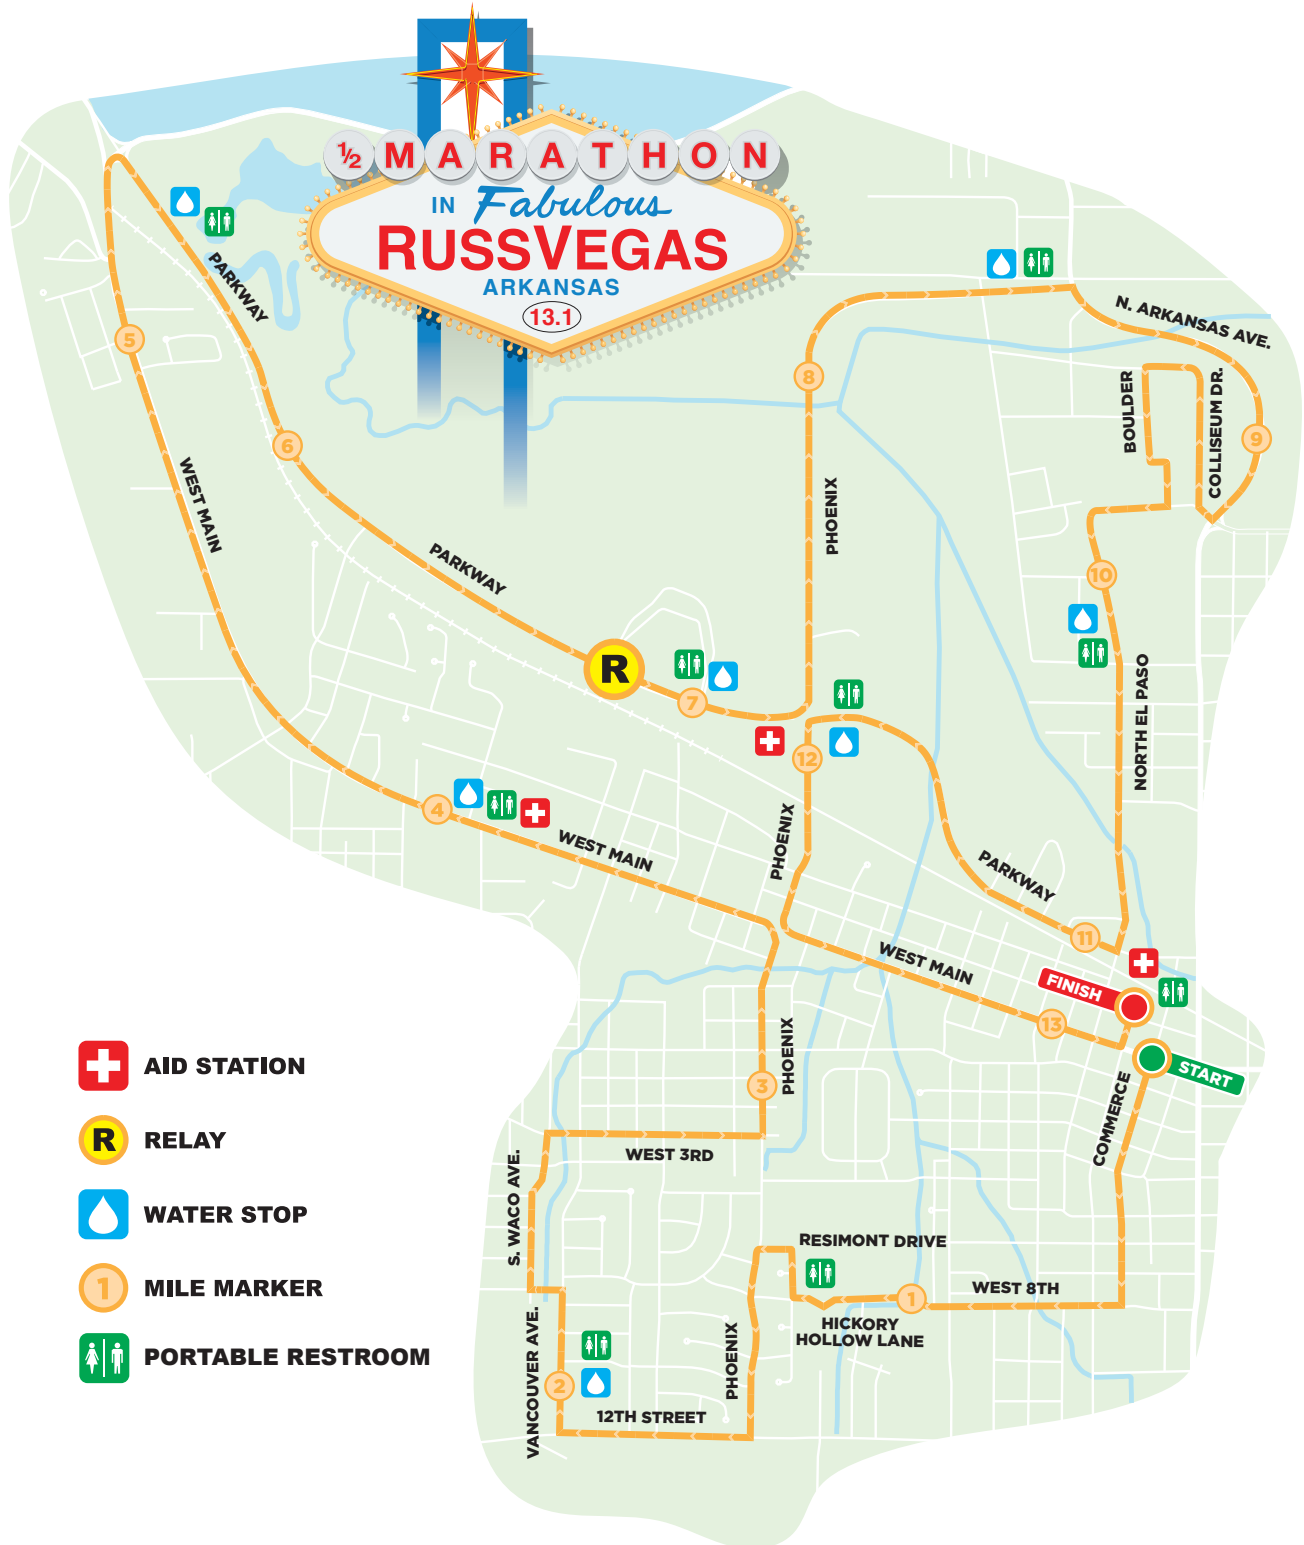 ½ MARATHON
IN Fabulous
RUSSVEGAS
ARKANSAS
13.1
PARKWAY
N. ARKANSAS AVE.
5
8
BOULDER
COLLISEUM DR.
9
6
WEST MAIN
PHOENIX
PARKWAY
10
R
7
NORTH EL PASO
12
4
WEST MAIN
PHOENIX
PARKWAY
11
WEST MAIN
FINISH
13
START
PHOENIX
3
COMMERCE
WEST 3RD
S. WACO AVE.
RESIMONT DRIVE
WEST 8TH
1
HICKORY
HOLLOW LANE
VANCOUVER AVE.
PHOENIX
2
12TH STREET
AID STATION
R RELAY
WATER STOP
1 MILE MARKER
PORTABLE RESTROOM